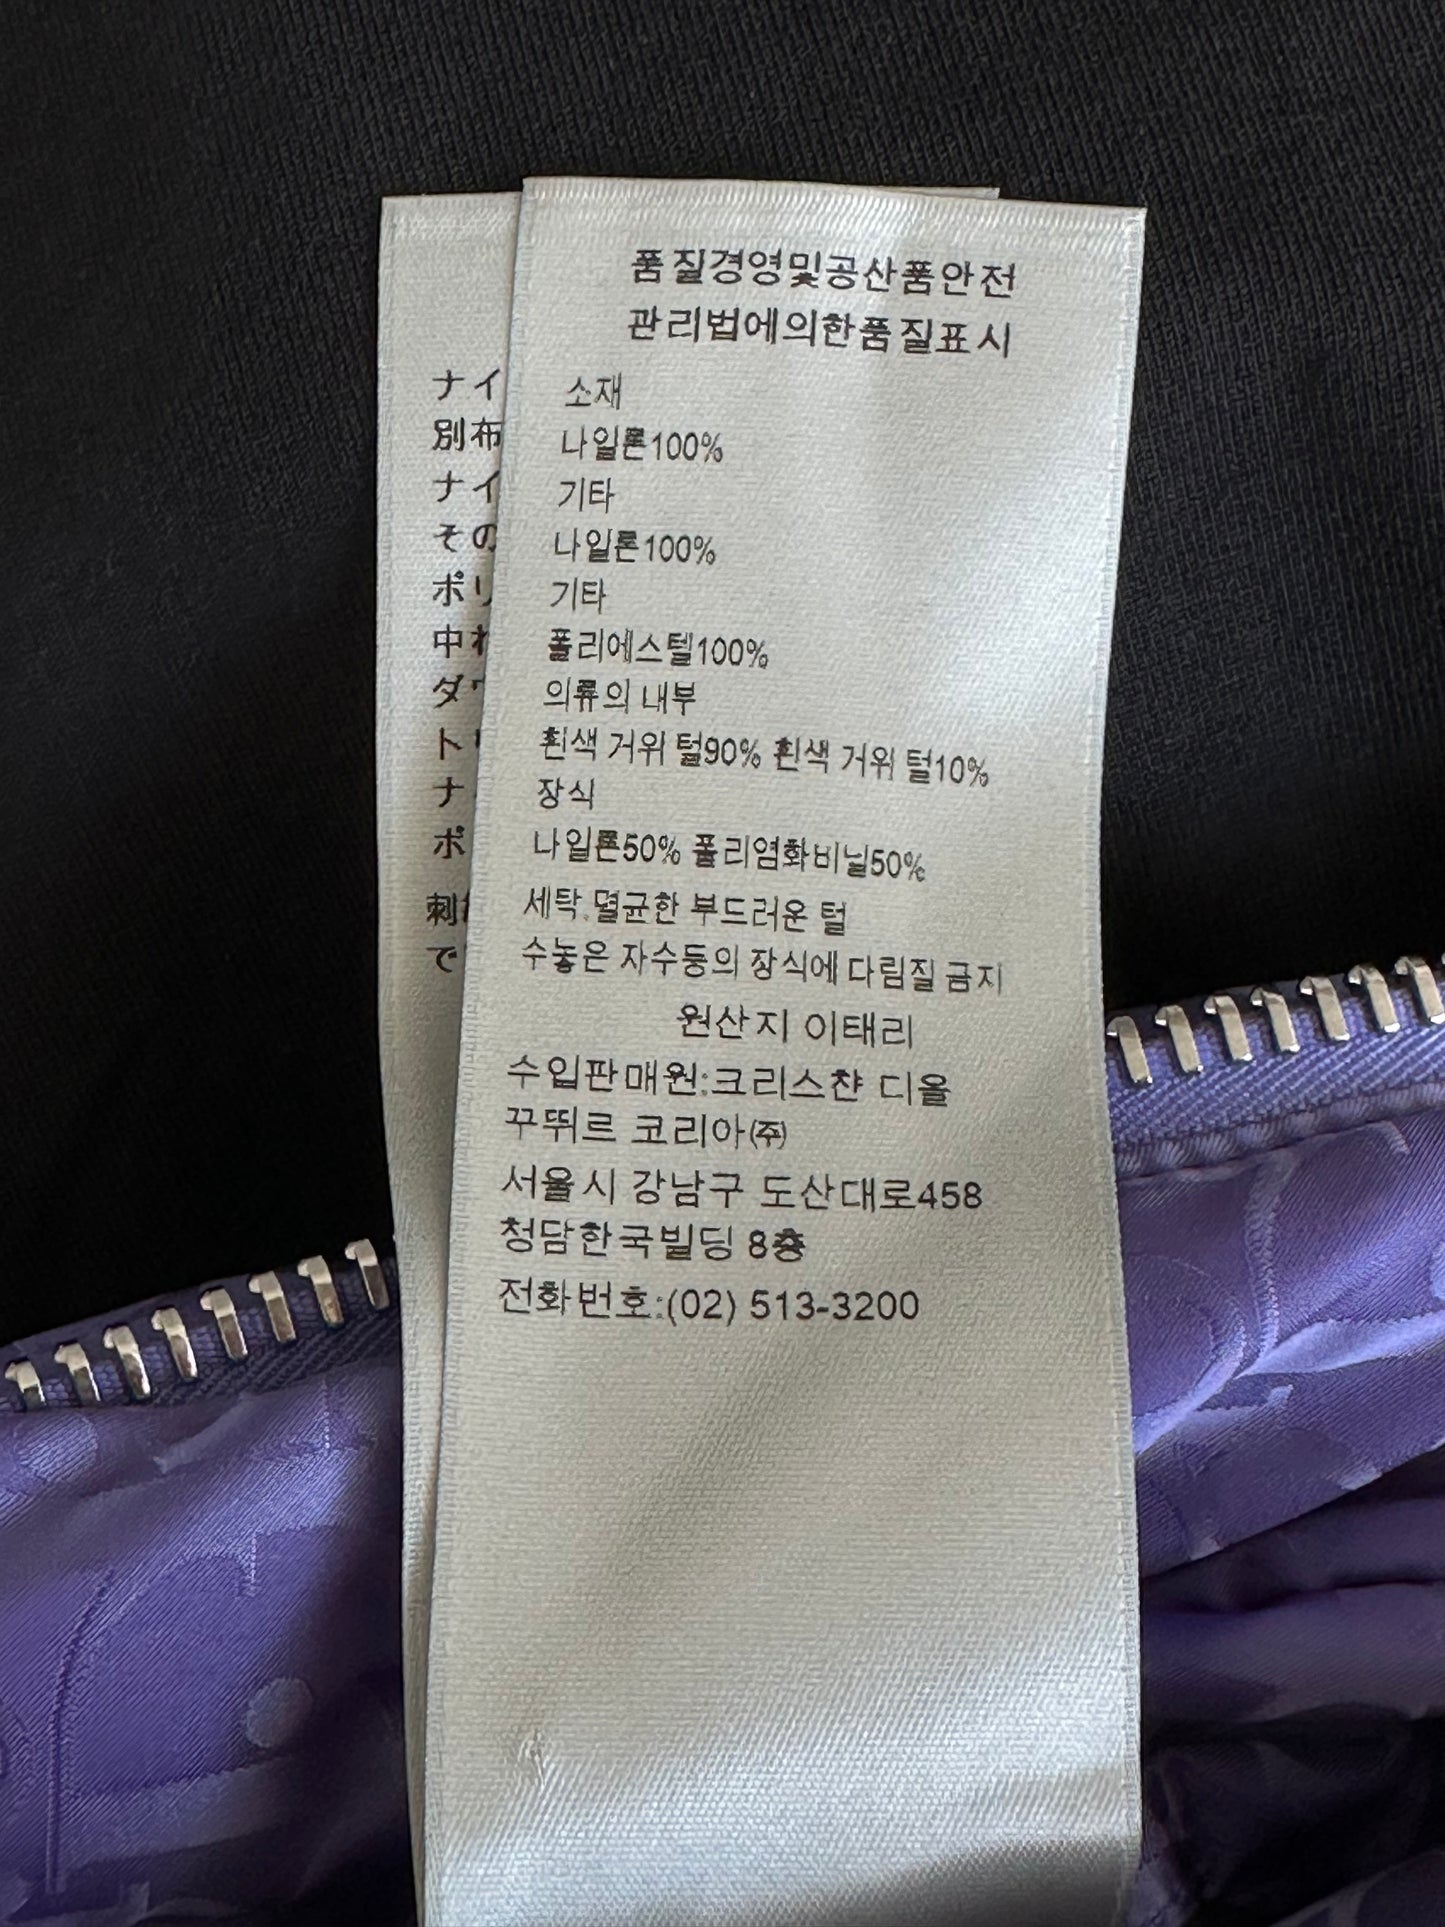 품질경영및공산품안전
관리법에의한품질표시
소재
나일론100%
기타
나일론100%
기타
폴리에스텔100%
의류의 내부
흰색 거위 털90% 흰색 거위 털10%
장식
나일론50% 폴리염화비닐50%
세탁.멸균한 부드러운 털
수놓은 자수등의 장식에 다림질 금지
원산지 이태리
수입판매원:크리스챤 디올
꾸뛰르 코리아㈜
서울시 강남구 도산대로458
청담한국빌딩 8층
전화번호:(02) 513-3200
ナイ
別布
ナイ
その
ポリ
中わ
ダウ
ト
ナ
ポ
刺
で